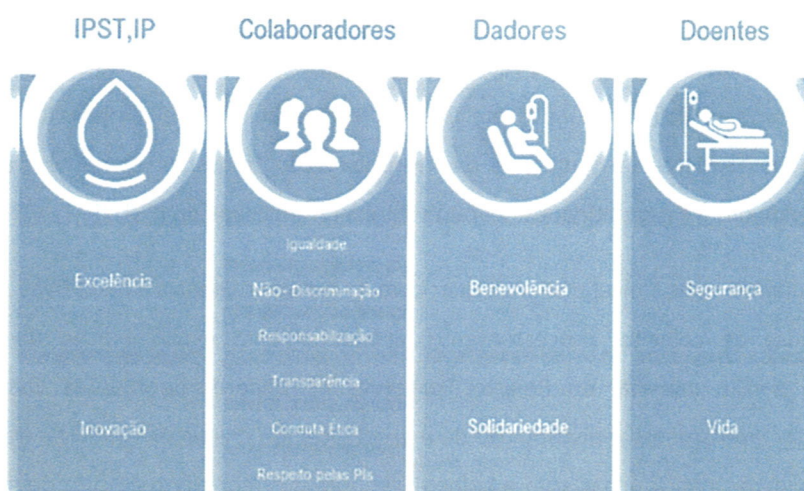 IPST,IP
Colaboradores
Dadores
Doentes
Excelência
Inovação
Igualdade
Não- Discriminação
Responsabilização
Transparência
Conduta Ética
Respeito pelas PIs
Benevolência
Solidariedade
Segurança
Vida